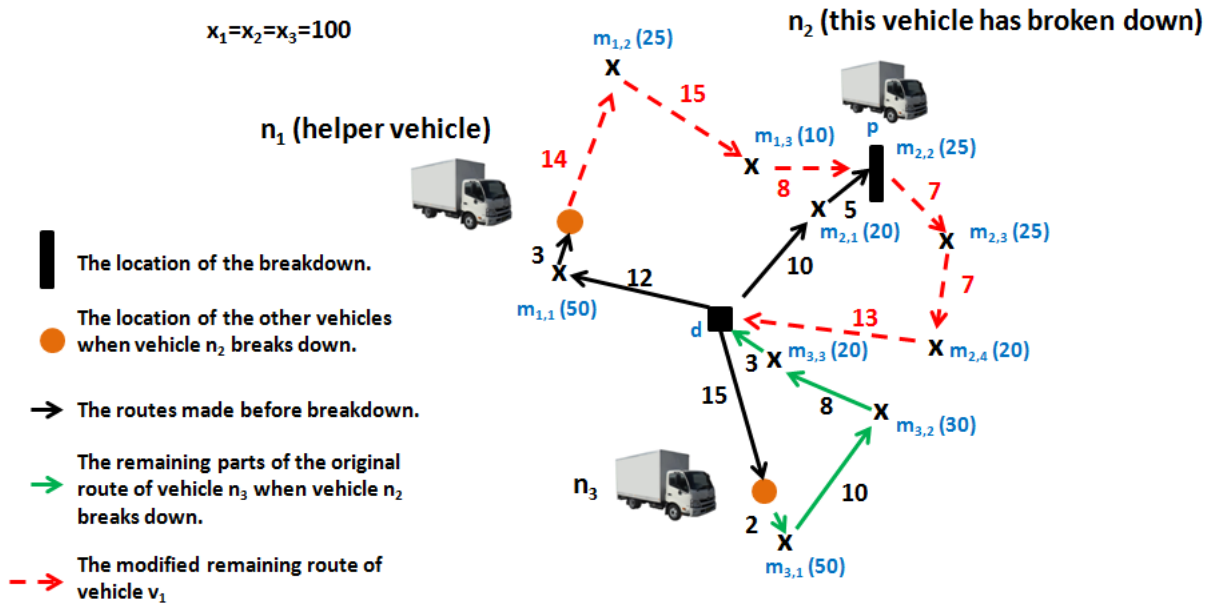 x1=x2=x3=100
n2 (this vehicle has broken down)
m1,2 (25)
15
p
n1 (helper vehicle)
m1,3 (10)
m2,2 (25)
14
8
5
7
m2,1 (20)
m2,3 (25)
3
12
10
7
The location of the breakdown.
m1,1 (50)
d
13
The location of the other vehicles
when vehicle n2 breaks down.
3
m3,3 (20)
m2,4 (20)
15
8
The routes made before breakdown.
m3,2 (30)
The remaining parts of the original
route of vehicle n3 when vehicle n2
breaks down.
n3
10
2
m3,1 (50)
The modified remaining route of
vehicle v1